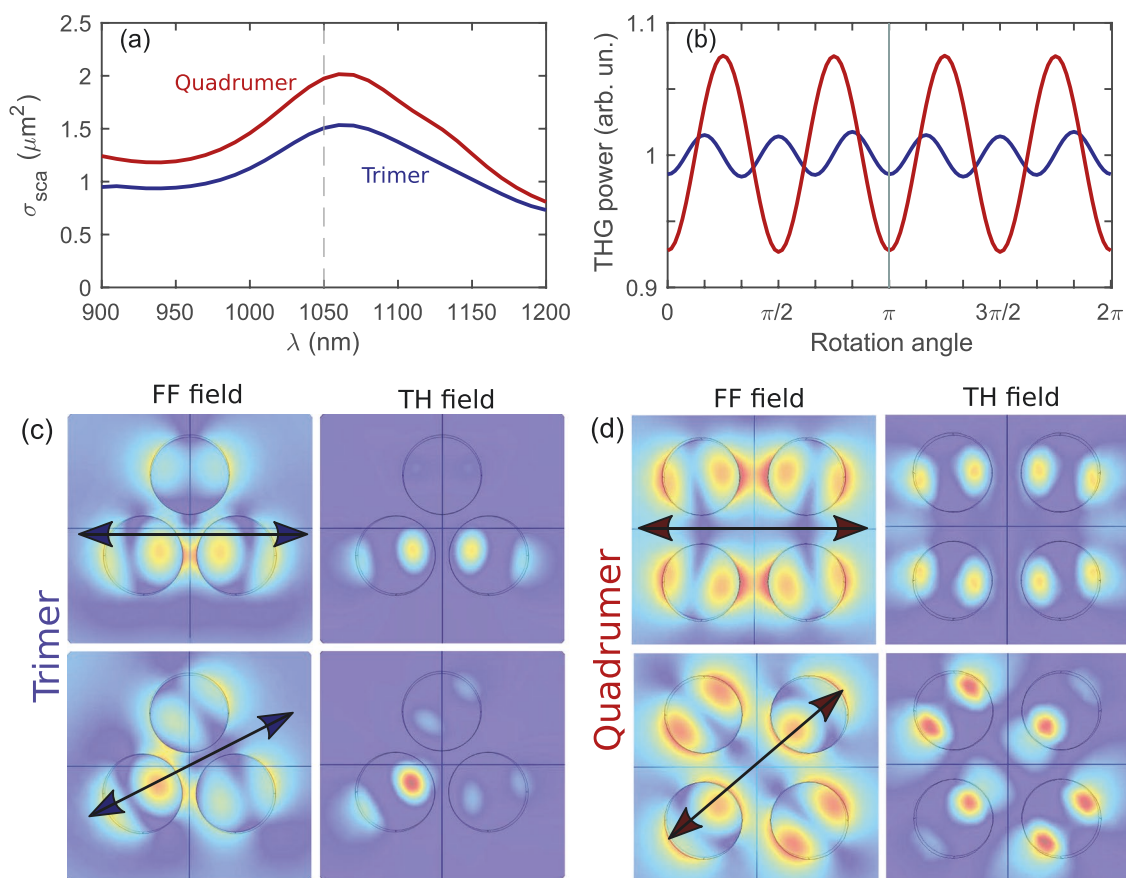 (a)
2.5
2
1.5
1
0.5
0
σsca (μm²)
Quadrumer
Trimer
900 950 1000 1050 1100 1150 1200
λ (nm)
(b)
1.1
1
0.9
THG power (arb. un.)
0 π/2 π 3π/2 2π
Rotation angle
(c)
FF field TH field
Trimer
(d)
FF field TH field
Quadrumer